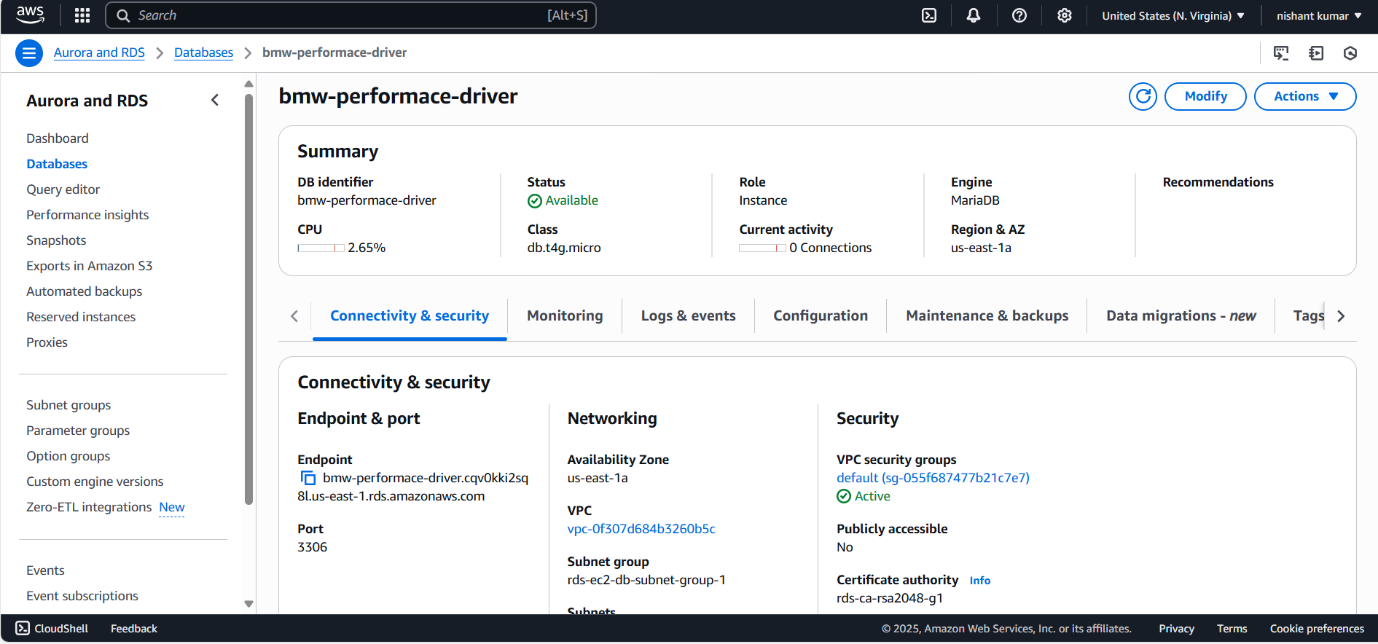 aws
Search [Alt+S]
United States (N. Virginia) nishant kumar
Aurora and RDS Databases bmw-performace-driver
Aurora and RDS
Dashboard
Databases
Query editor
Performance insights
Snapshots
Exports in Amazon S3
Automated backups
Reserved instances
Proxies
Subnet groups
Parameter groups
Option groups
Custom engine versions
Zero-ETL integrations New
Events
Event subscriptions
bmw-performace-driver
Modify
Actions
Summary
DB identifier
bmw-performace-driver
CPU
2.65%
Status
Available
Class
db.t4g.micro
Role
Instance
Current activity
0 Connections
Engine
MariaDB
Region & AZ
us-east-1a
Recommendations
Connectivity & security Monitoring Logs & events Configuration Maintenance & backups Data migrations - new Tags
Connectivity & security
Endpoint & port
Endpoint
bmw-performace-driver.cqv0kki2sq
8l.us-east-1.rds.amazonaws.com
Port
3306
Networking
Availability Zone
us-east-1a
VPC
vpc-0f307d684b3260b5c
Subnet group
rds-ec2-db-subnet-group-1
Subnets
Security
VPC security groups
default (sg-055f687477b21c7e7)
Active
Publicly accessible
No
Certificate authority Info
rds-ca-rsa2048-g1
CloudShell Feedback © 2025, Amazon Web Services, Inc. or its affiliates. Privacy Terms Cookie preferences